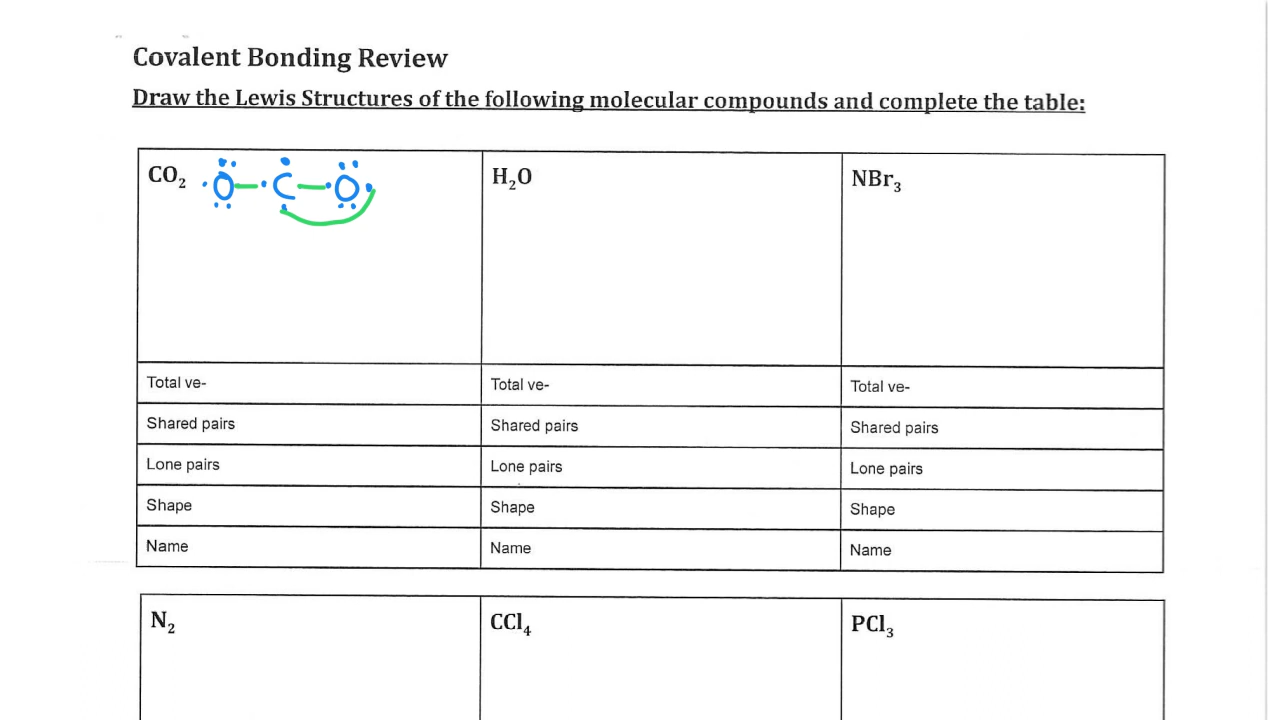 Covalent Bonding Review
Draw the Lewis Structures of the following molecular compounds and complete the table:
CO₂ O C O
H₂O
NBr₃
Total ve-
Total ve-
Total ve-
Shared pairs
Shared pairs
Shared pairs
Lone pairs
Lone pairs
Lone pairs
Shape
Shape
Shape
Name
Name
Name
N₂
CCl₄
PCl₃